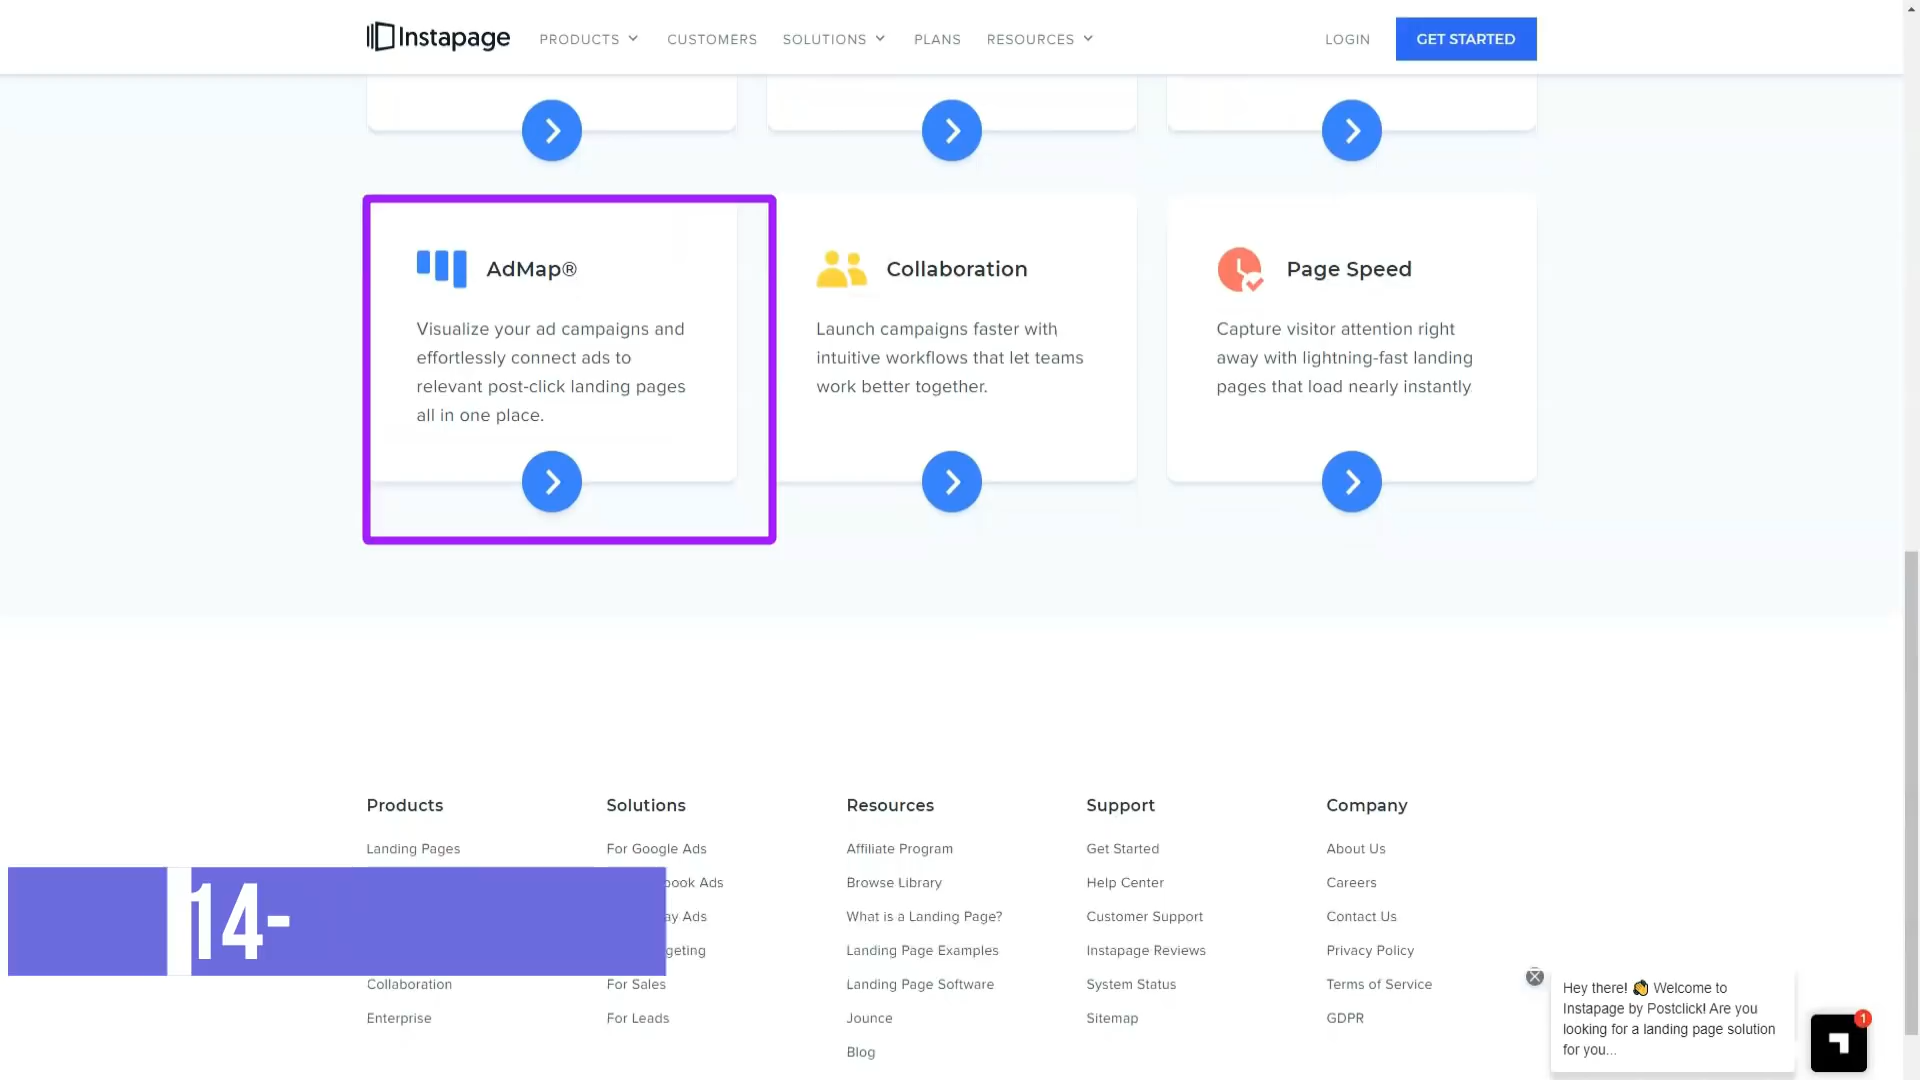 Instapage
PRODUCTS
CUSTOMERS
SOLUTIONS
PLANS
RESOURCES
LOGIN
GET STARTED
AdMap®
Visualize your ad campaigns and
effortlessly connect ads to
relevant post-click landing pages
all in one place.
Collaboration
Launch campaigns faster with
intuitive workflows that let teams
work better together.
Page Speed
Capture visitor attention right
away with lightning-fast landing
pages that load nearly instantly
Products
Landing Pages
Collaboration
Enterprise
Solutions
For Google Ads
book Ads
ay Ads
geting
For Sales
For Leads
Resources
Affiliate Program
Browse Library
What is a Landing Page?
Landing Page Examples
Landing Page Software
Jounce
Blog
Support
Get Started
Help Center
Customer Support
Instapage Reviews
System Status
Sitemap
Company
About Us
Careers
Contact Us
Privacy Policy
Terms of Service
GDPR
14-
Hey there! 👋 Welcome to
Instapage by Postclick! Are you
looking for a landing page solution
for you...
1